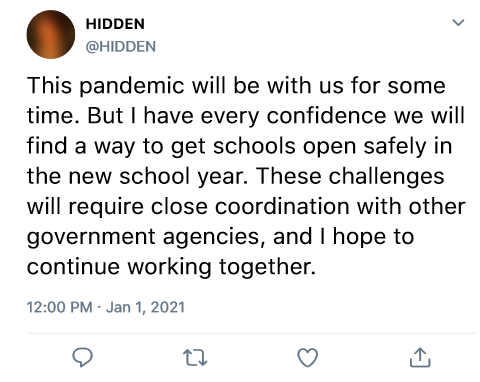 HIDDEN
@HIDDEN
This pandemic will be with us for some
time. But I have every confidence we will
find a way to get schools open safely in
the new school year. These challenges
will require close coordination with other
government agencies, and I hope to
continue working together.
12:00 PM · Jan 1, 2021